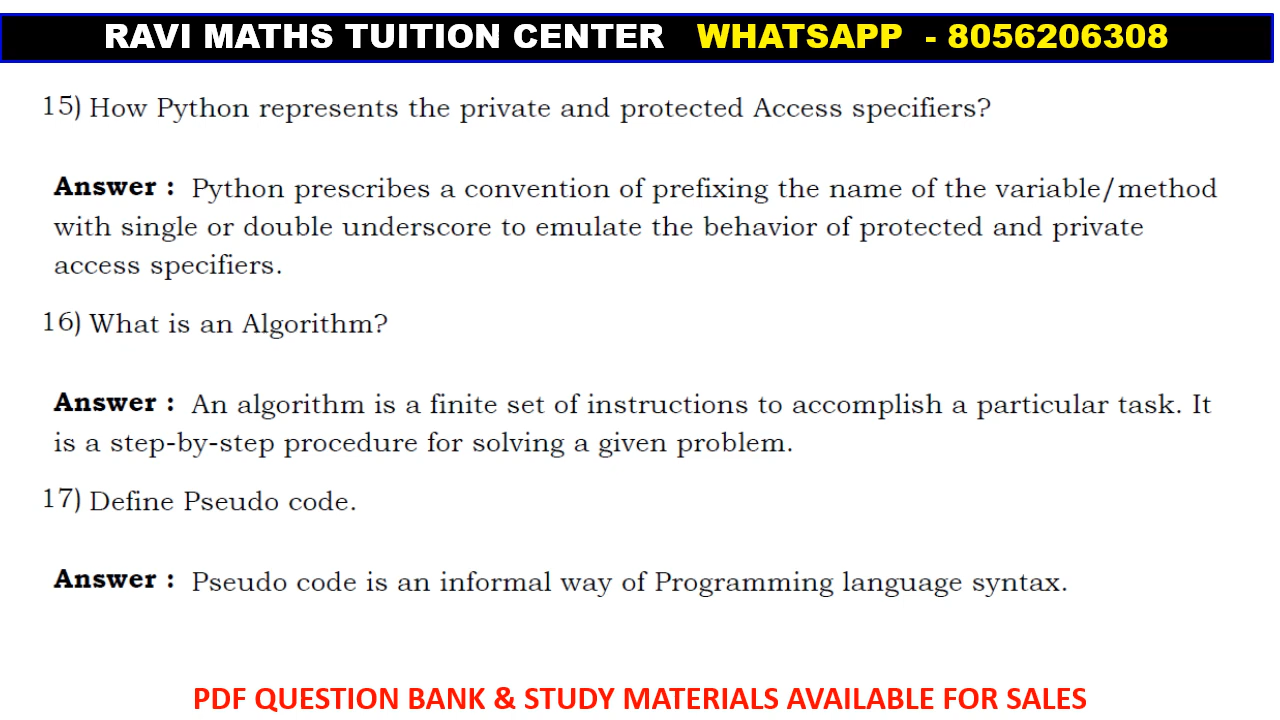 RAVI MATHS TUITION CENTER WHATSAPP - 8056206308
15) How Python represents the private and protected Access specifiers?
Answer : Python prescribes a convention of prefixing the name of the variable/method
with single or double underscore to emulate the behavior of protected and private
access specifiers.
16) What is an Algorithm?
Answer : An algorithm is a finite set of instructions to accomplish a particular task. It
is a step-by-step procedure for solving a given problem.
17) Define Pseudo code.
Answer : Pseudo code is an informal way of Programming language syntax.
PDF QUESTION BANK & STUDY MATERIALS AVAILABLE FOR SALES